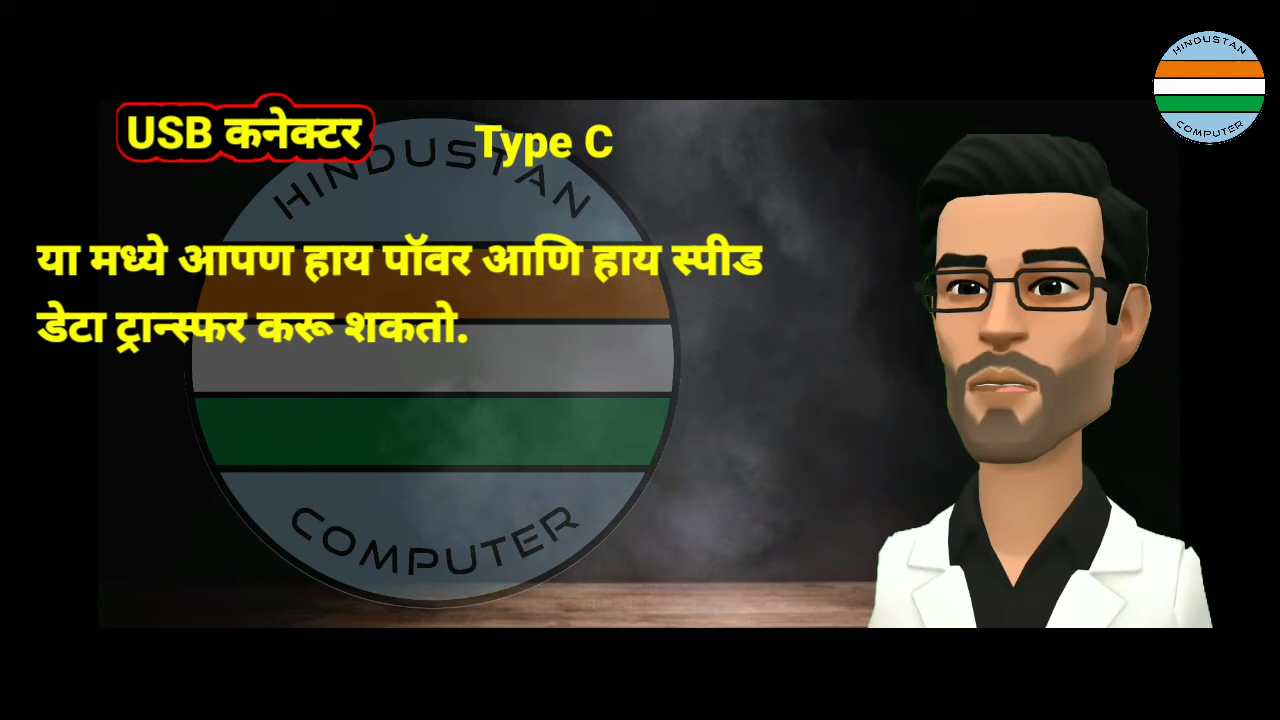 HINDUSTAN
COMPUTER
USB कनेक्टर
Type C
HINDUSTAN
या मध्ये आपण हाय पॉवर आणि हाय स्पीड
डेटा ट्रान्स्फर करू शकतो.
COMPUTER